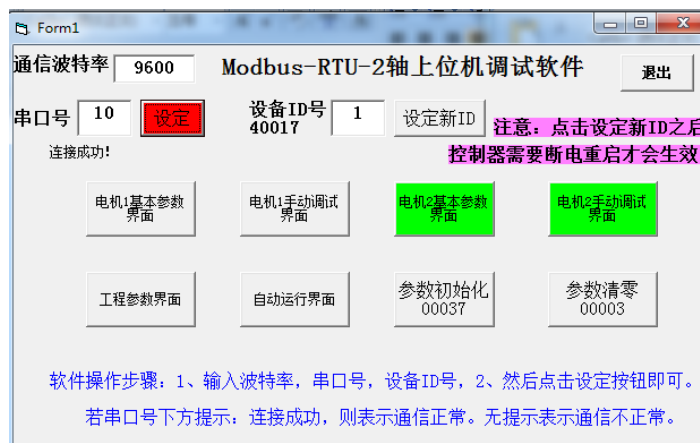 Form1
通信波特率 9600 Modbus-RTU-2轴上位机调试软件 退出
串口号 10 设定 设备ID号 40017 1 设定新ID
注意：点击设定新ID之后
控制器需要断电重启才会生效
连接成功!
电机1基本参数界面 电机1手动调试界面 电机2基本参数界面 电机2手动调试界面
工程参数界面 自动运行界面 参数初始化 00037 参数清零 00003
软件操作步骤：1、输入波特率，串口号，设备ID号，2、然后点击设定按钮即可。
若串口号下方提示：连接成功，则表示通信正常。无提示表示通信不正常。